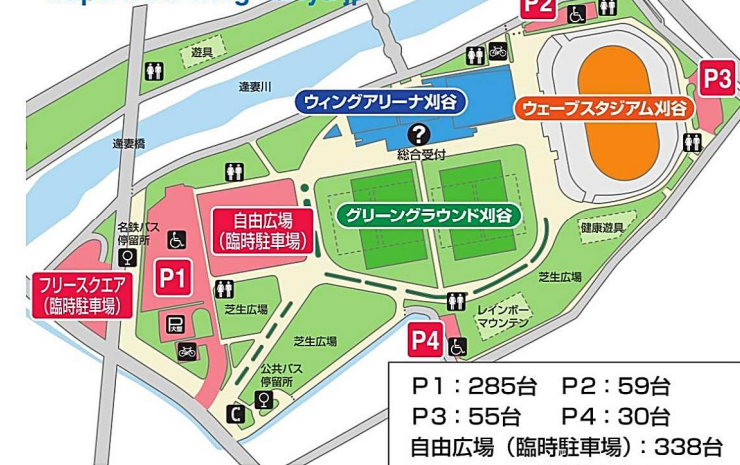 P2
遊具
P3
逢妻川
ウィングアリーナ刈谷
ウェーブスタジアム刈谷
?
総合受付
逢妻橋
自由広場
（臨時駐車場）
グリーングラウンド刈谷
名鉄バス
停留所
健康遊具
P1
フリースクエア
（臨時駐車場）
芝生広場
芝生広場
レインボー
マウンテン
P
大型
芝生広場
P4
公共バス
停留所
C
P1：285台 P2：59台
P3：55台 P4：30台
自由広場（臨時駐車場）：338台